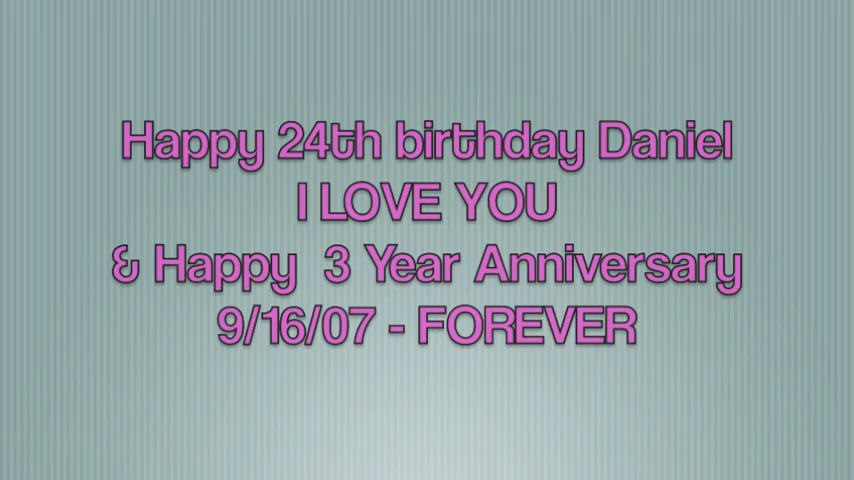 Happy 24th birthday Daniel
I LOVE YOU
& Happy  3 Year Anniversary
9/16/07 - FOREVER